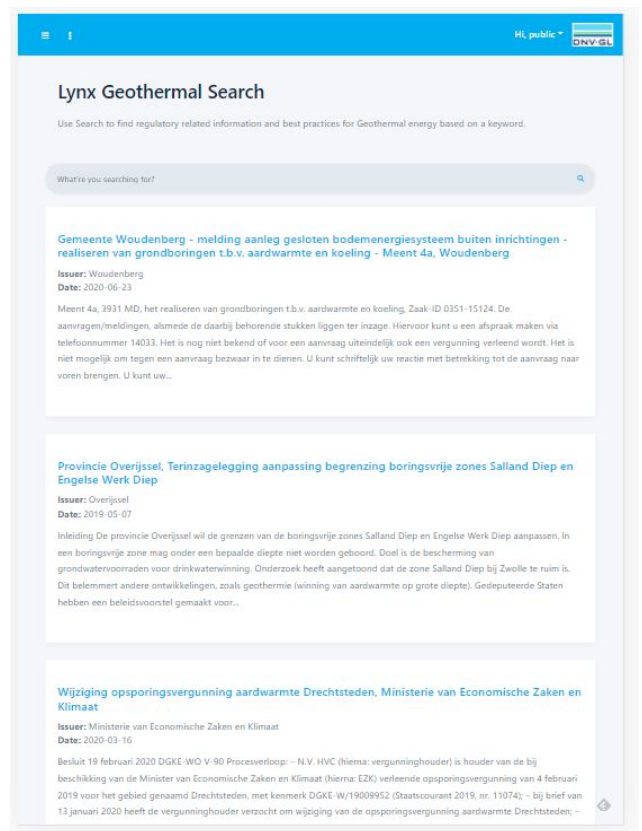 Hi, public
DNV·GL
Lynx Geothermal Search
Use Search to find regulatory related information and best practices for Geothermal energy based on a keyword.
What're you searching for?
Gemeente Woudenberg - melding aanleg gesloten bodemenergiesysteem buiten inrichtingen -
realiseren van grondboringen t.b.v. aardwarmte en koeling - Meent 4a, Woudenberg
Issuer: Woudenberg
Date: 2020-06-23
Meent 4a, 3931 MD, het realiseren van grondboringen t.b.v. aardwarmte en koeling, Zaak-ID 0351-15124. De
aanvragen/meldingen, alsmede de daarbij behorende stukken liggen ter inzage. Hiervoor kunt u een afspraak maken via
telefoonnummer 14033. Het is nog niet bekend of voor een aanvraag uiteindelijk ook een vergunning verleend wordt. Het is
niet mogelijk om tegen een aanvraag bezwaar in te dienen. U kunt schriftelijk uw reactie met betrekking tot de aanvraag naar
voren brengen. U kunt uw...
Provincie Overijssel, Terinzagelegging aanpassing begrenzing boringsvrije zones Salland Diep en
Engelse Werk Diep
Issuer: Overijssel
Date: 2019-05-07
Inleiding De provincie Overijssel wil de grenzen van de boringsvrije zones Salland Diep en Engelse Werk Diep aanpassen. In
een boringsvrije zone mag onder een bepaalde diepte niet worden geboord. Doel is de bescherming van
grondwatervoorraden voor drinkwaterwinning. Onderzoek heeft aangetoond dat de zone Salland Diep bij Zwolle te ruim is.
Dit belemmert andere ontwikkelingen, zoals geothermie (winning van aardwarmte op grote diepte). Gedeputeerde Staten
hebben een beleidsvoorstel gemaakt voor...
Wijziging opsporingsvergunning aardwarmte Drechtsteden, Ministerie van Economische Zaken en
Klimaat
Issuer: Ministerie van Economische Zaken en Klimaat
Date: 2020-03-16
Besluit 19 februari 2020 DGKE-WO V-90 Procesverloop: – N.V. HVC (hierna: vergunninghouder) is houder van de bij
beschikking van de Minister van Economische Zaken en Klimaat (hierna: EZK) verleende opsporingsvergunning van 4 februari
2019 voor het gebied genaamd Drechtsteden, met kenmerk DGKE-W/19009952 (Staatscourant 2019, nr. 11074); – bij brief van
13 januari 2020 heeft de vergunninghouder verzocht om wijziging van de opsporingsvergunning aardwarmte Drechtsteden; –